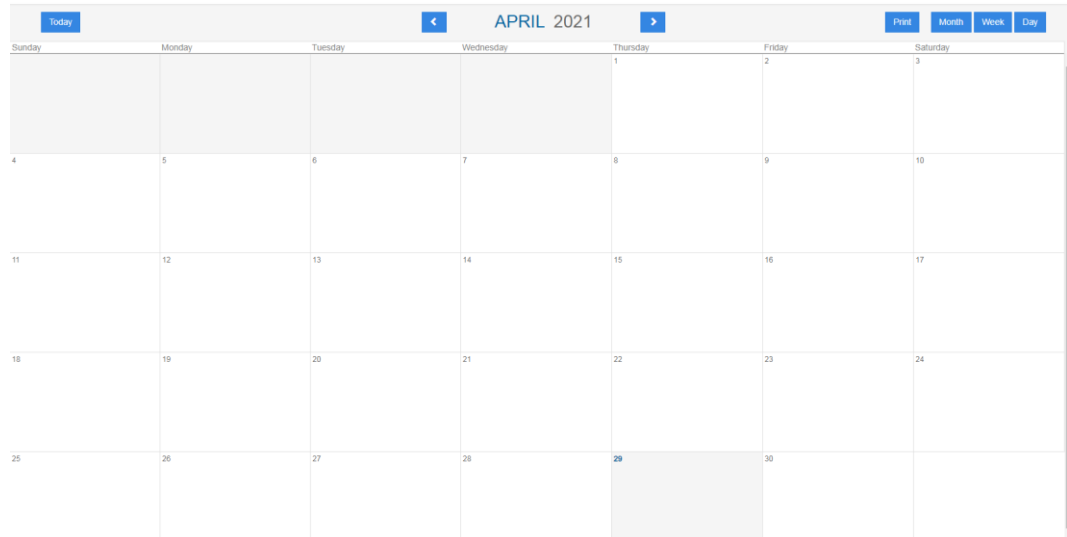 Today APRIL 2021 Print Month Week Day
Sunday Monday Tuesday Wednesday Thursday Friday Saturday
1 2 3
4 5 6 7 8 9 10
11 12 13 14 15 16 17
18 19 20 21 22 23 24
25 26 27 28 29 30